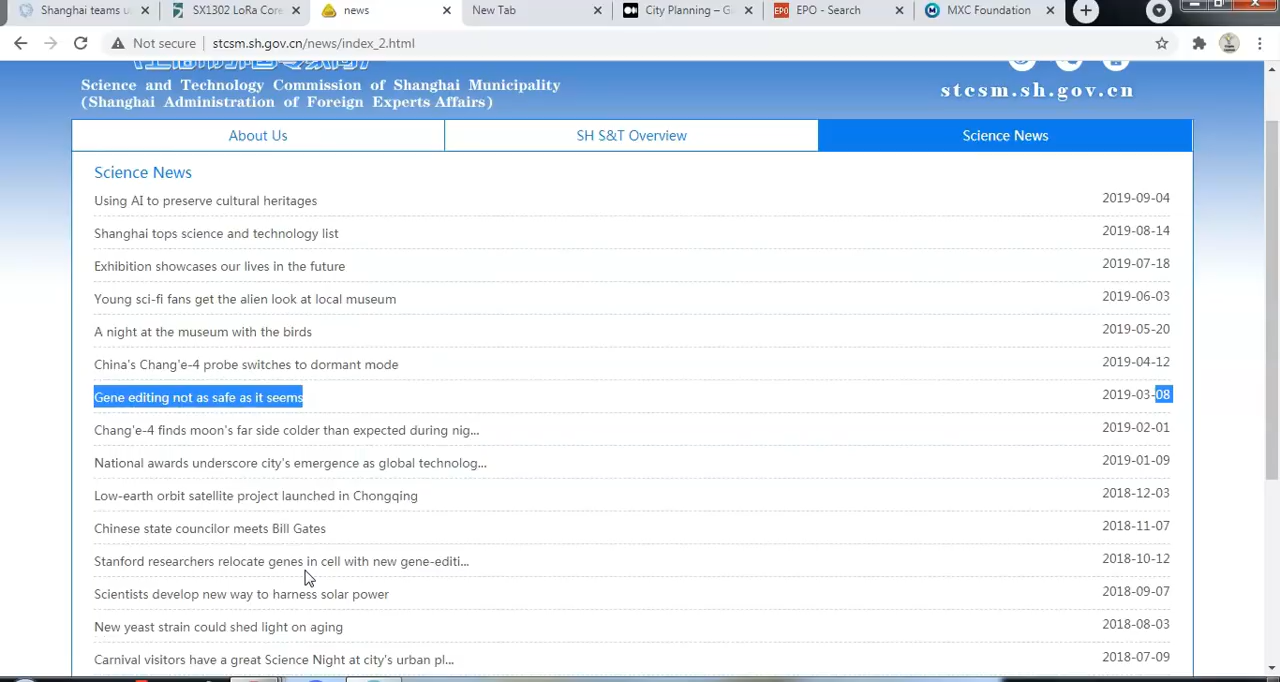 Shanghai teams u
SX1302 LoRa Core
news
New Tab
City Planning – G
EPO - Search
MXC Foundation
Not secure
stcsm.sh.gov.cn/news/index_2.html
Science and Technology Commission of Shanghai Municipality
(Shanghai Administration of Foreign Experts Affairs)
stcsm.sh.gov.cn
About Us
SH S&T Overview
Science News
Science News
Using AI to preserve cultural heritages 2019-09-04
Shanghai tops science and technology list 2019-08-14
Exhibition showcases our lives in the future 2019-07-18
Young sci-fi fans get the alien look at local museum 2019-06-03
A night at the museum with the birds 2019-05-20
China's Chang'e-4 probe switches to dormant mode 2019-04-12
Gene editing not as safe as it seems 2019-03-08
Chang'e-4 finds moon's far side colder than expected during nig... 2019-02-01
National awards underscore city's emergence as global technolog... 2019-01-09
Low-earth orbit satellite project launched in Chongqing 2018-12-03
Chinese state councilor meets Bill Gates 2018-11-07
Stanford researchers relocate genes in cell with new gene-editi... 2018-10-12
Scientists develop new way to harness solar power 2018-09-07
New yeast strain could shed light on aging 2018-08-03
Carnival visitors have a great Science Night at city's urban pl... 2018-07-09